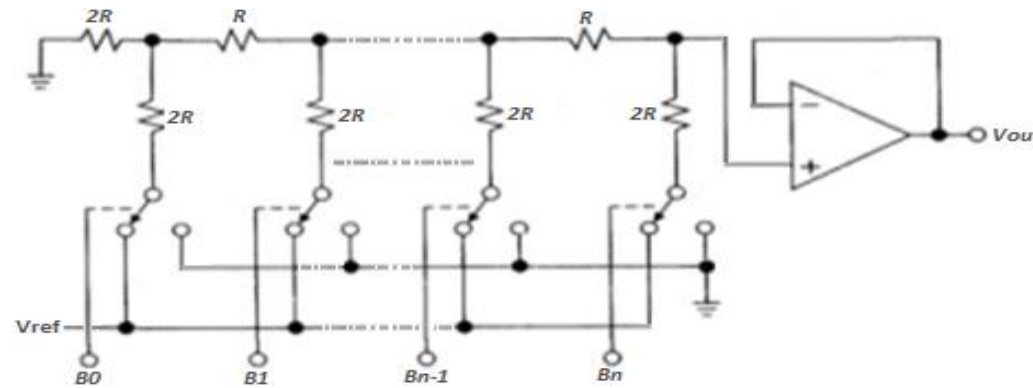 2R R R
2R 2R 2R 2R
− +
Vou
Vref
B0 B1 Bn-1 Bn